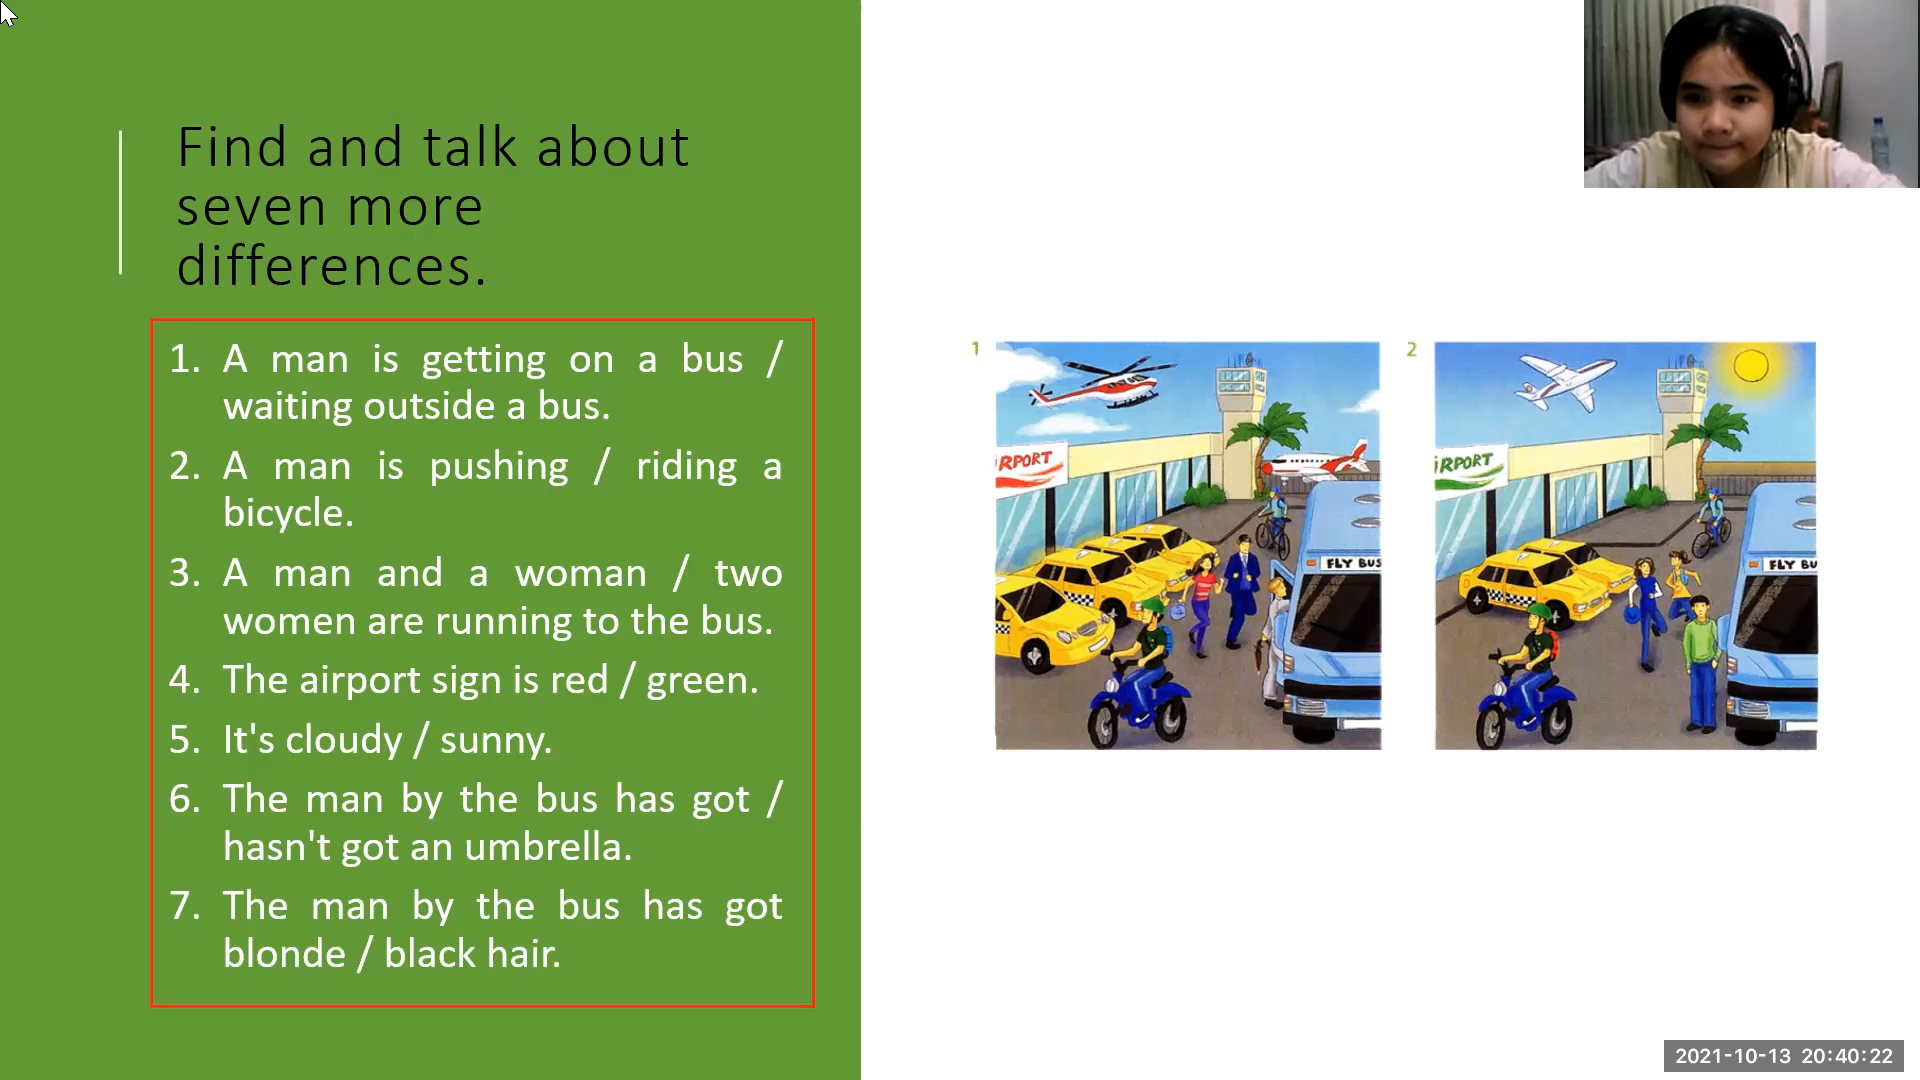 Find and talk about
seven more
differences.
1. A man is getting on a bus /
waiting outside a bus.
2. A man is pushing / riding a
bicycle.
3. A man and a woman / two
women are running to the bus.
4. The airport sign is red / green.
5. It's cloudy / sunny.
6. The man by the bus has got /
hasn't got an umbrella.
7. The man by the bus has got
blonde / black hair.
1
RPORT
FLY BUS
2
IRPORT
FLY BU
2021-10-13 20:40:22